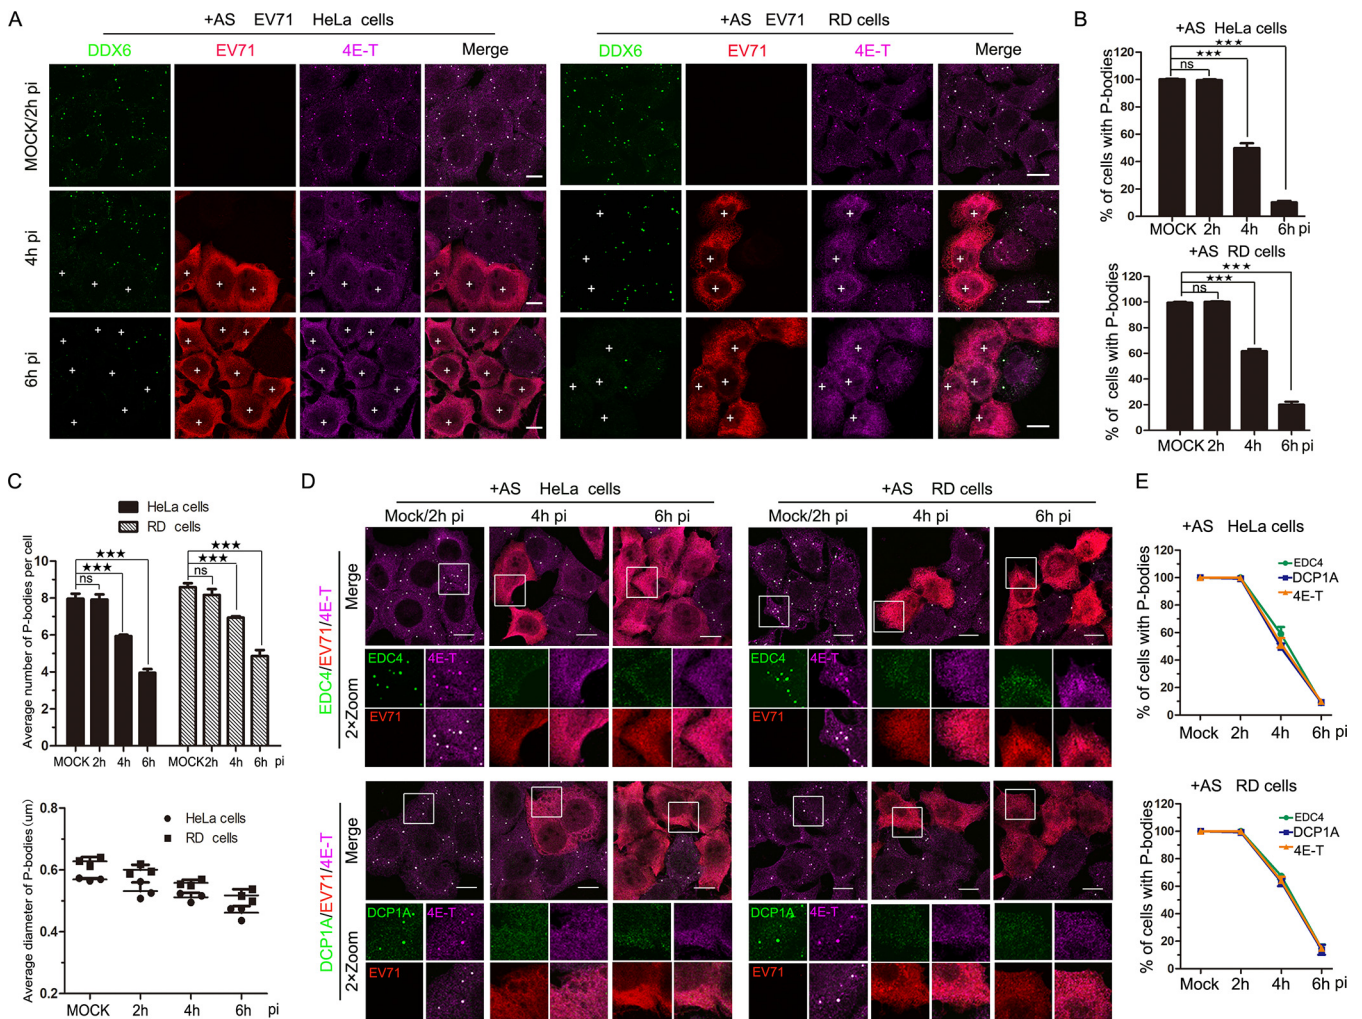 A
+AS EV71 HeLa cells
+AS EV71 RD cells
DDX6 EV71 4E-T Merge
DDX6 EV71 4E-T Merge
MOCK/2h pi
4h pi
6h pi
B
+AS HeLa cells
% of cells with P-bodies
120
100
80
60
40
20
0
ns
★★★
★★★
MOCK 2h 4h 6h pi
+AS RD cells
% of cells with P-bodies
120
100
80
60
40
20
0
ns
★★★
★★★
MOCK 2h 4h 6h pi
C
HeLa cells
RD cells
Average number of P-bodies per cell
10
8
6
4
2
0
★★★
★★★
ns
★★★
★★★
ns
MOCK 2h 4h 6h MOCK 2h 4h 6h pi
Average diameter of P-bodies (um)
0.8
0.6
0.4
0.2
HeLa cells
RD cells
MOCK 2h 4h 6h pi
D
+AS HeLa cells
+AS RD cells
Mock/2h pi 4h pi 6h pi
Mock/2h pi 4h pi 6h pi
EDC4/EV71/4E-T
Merge
2×Zoom
EDC4 4E-T
EV71
EDC4 4E-T
EV71
DCP1A/EV71/4E-T
Merge
2×Zoom
DCP1A 4E-T
EV71
DCP1A 4E-T
EV71
E
+AS HeLa cells
% of cells with P-bodies
120
100
80
60
40
20
0
EDC4
DCP1A
4E-T
Mock 2h 4h 6h pi
+AS RD cells
% of cells with P-bodies
120
100
80
60
40
20
0
EDC4
DCP1A
4E-T
Mock 2h 4h 6h pi